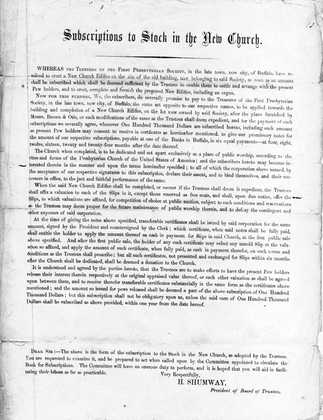 Subscriptions to Stock in the New Church.
WHEREAS the Trustees of the First Presbyterian Society, in the late town, now city, of Buffalo, have re-
solved to erect a New Church Edifice on the site of the old building, now belonging to said Society, as soon as an amount
shall be subscribed which shall be deemed sufficient by the Trustees to enable them to settle and arrange with the present
Pew holders, and to erect, complete and furnish the proposed New Edifice, including an organ.
Now for this purpose, We, the subscribers, do severally promise to pay to the Trustees of the First Presbyterian
Society, in the late town, now city of Buffalo, the sums set opposite to our respective names, to be applied towards the
building and completion of a New Church Edifice, on the lot now owned by said Society, after the plans furnished by
Messrs. or such modifications of the same as the Trustees shall deem expedient, and for the payment of such
subscriptions we severally agree, whenever One Hundred Thousand Dollars are subscribed hereto, including such amount
as present Pew holders may consent to receive in certificates as hereinafter mentioned, to give our promissory notes for
the amount of our respective subscriptions, payable at one of the Banks in Buffalo, in six equal payments—at four, eight,
twelve, sixteen, twenty and twenty-four months after the date thereof.
The Church when completed, is to be dedicated and set apart exclusively as a place of public worship, according to the
rites and forms of the Presbyterian Church of the United States of America; and the subscribers hereto may become in-
terested therein in the manner and upon the terms hereinafter specified; to all of which the corporation above named, by
the acceptance of our respective signatures to this subscription, declare their assent, and to bind themselves, and their suc-
cessors in office, to the just and faithful performance of the same.
When the said New Church Edifice shall be completed, or sooner if the Trustees shall deem it expedient, the Trustees
shall offer a valuation to each of the Slips in it, except those reserved as free seats, and shall, upon due notice, offer the
Slips, to which valuations are affixed, for competition of choice at public auction, subject to such conditions and reservations
as the Trustees may deem proper for the future maintenance of public worship therein, and to defray the contingent and
other expenses of said corporation.
At the time of giving the notes above specified, transferable certificates shall be issued by said corporation for the same
amount, signed by the President and countersigned by the Clerk; which certificates, when said notes shall be fully paid,
shall entitle the holder to apply the amount thereof as cash in payment for Slips in said Church, at the first public sale
above specified. And after the first public sale, the holder of any such certificate may select any unsold Slip at the valu-
ation so affixed, and apply the amount of such certificate, when fully paid, as cash in payment therefor, on such terms and
conditions as the Trustees shall prescribe; but all such certificates, not presented and exchanged for Slips within six months
after the Church shall be dedicated, shall be deemed a donation to the Church.
It is understood and agreed by the parties hereto, that the Trustees are to make efforts to have the present Pew holders
release their interest therein respectively at the original appraised value thereof, or such other valuation as shall be agreed
upon between them, and to receive therefor transferable certificates substantially in the same form as the certificates above
mentioned; and the amount so issued for pews released shall be deemed a part of the above subscription of One Hundred
Thousand Dollars; but this subscription shall not be obligatory upon us, unless the said sum of One Hundred Thousand
Dollars shall be subscribed as above provided, within one year from the date hereof.
DEAR SIR:—The above is the form of the subscription to the Stock in the New Church, as adopted by the Trustees.
You are requested to examine it, and be prepared to act when called upon by the Committee appointed to circulate the
Book for Subscriptions. The Committee will have an onerous duty to perform, and it is hoped that you will aid in facili-
tating their labors as far as practicable. Very Respectfully,
H. SHUMWAY,
President of Board of Trustees.